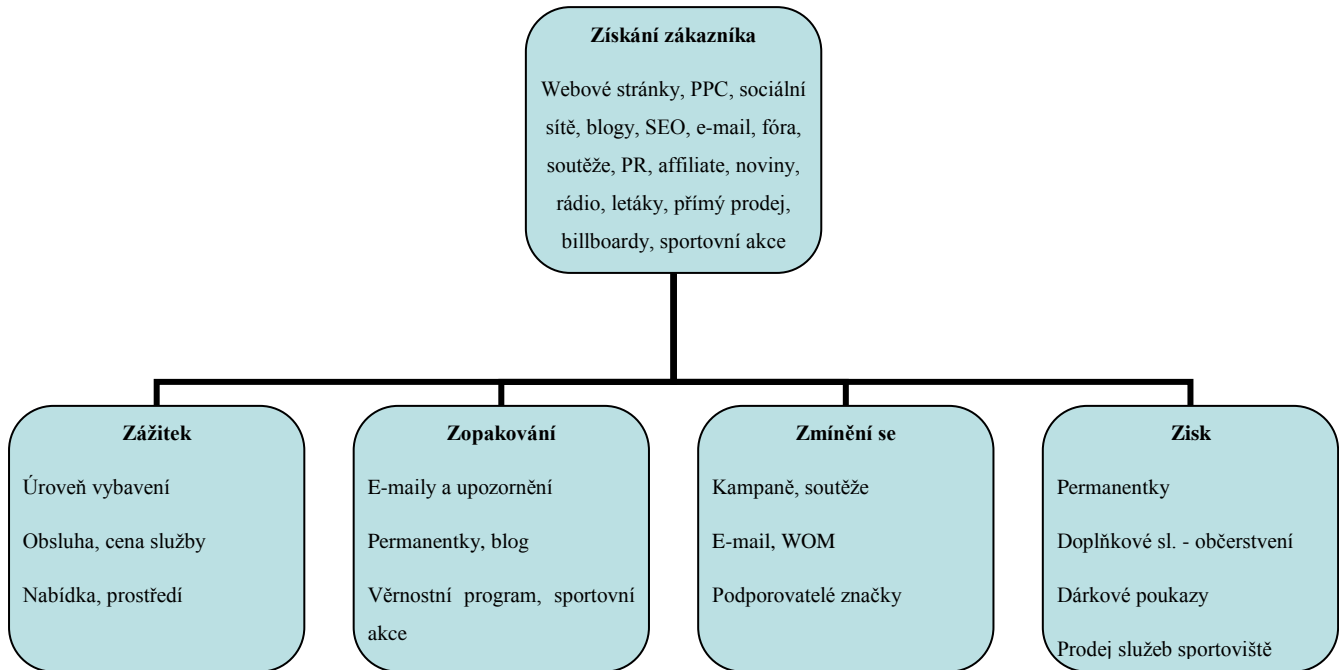 Získání zákazníka
Webové stránky, PPC, sociální
sítě, blogy, SEO, e-mail, fóra,
soutěže, PR, affiliate, noviny,
rádio, letáky, přímý prodej,
billboardy, sportovní akce
Zážitek
Úroveň vybavení
Obsluha, cena služby
Nabídka, prostředí
Zopakování
E-maily a upozornění
Permanentky, blog
Věrnostní program, sportovní
akce
Zmínění se
Kampaně, soutěže
E-mail, WOM
Podporovatelé značky
Zisk
Permanentky
Doplňkové sl. - občerstvení
Dárkové poukazy
Prodej služeb sportoviště